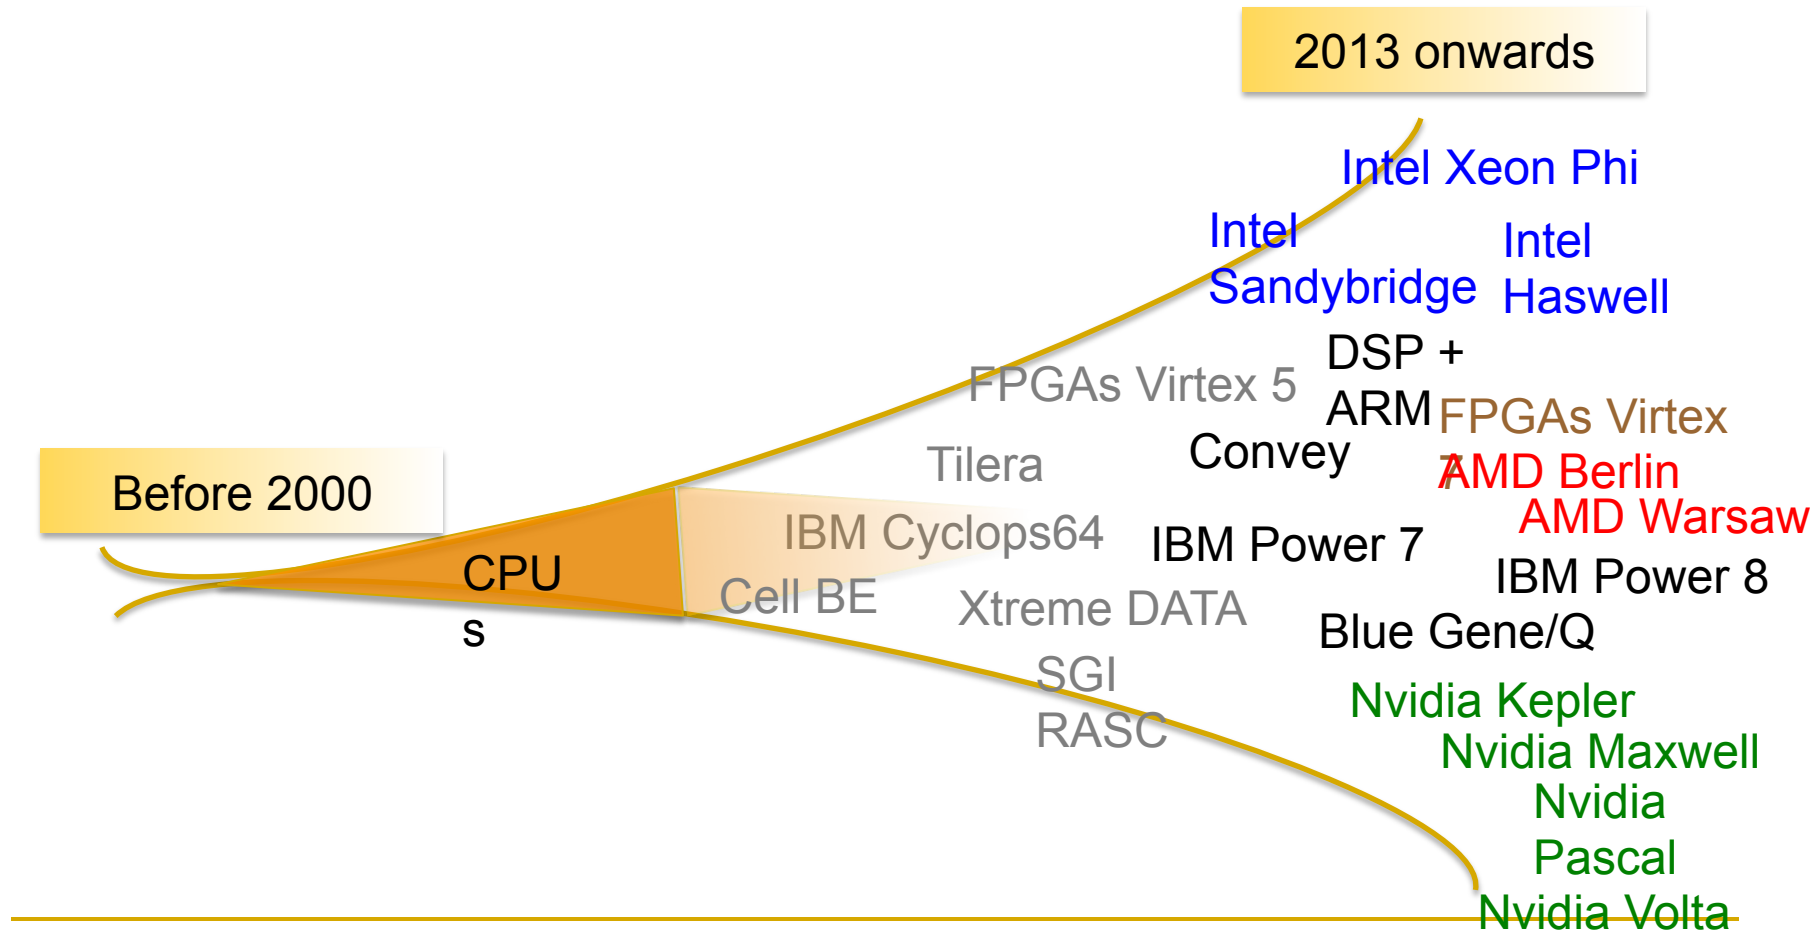 2013 onwards
Intel Xeon Phi
Intel
Sandybridge
Intel
Haswell
DSP +
ARM
FPGAs Virtex 5
FPGAs Virtex
7
Tilera
Convey
AMD Berlin
Before 2000
AMD Warsaw
IBM Cyclops64
IBM Power 7
CPU
s
IBM Power 8
Cell BE
Xtreme DATA
Blue Gene/Q
SGI
RASC
Nvidia Kepler
Nvidia Maxwell
Nvidia
Pascal
Nvidia Volta